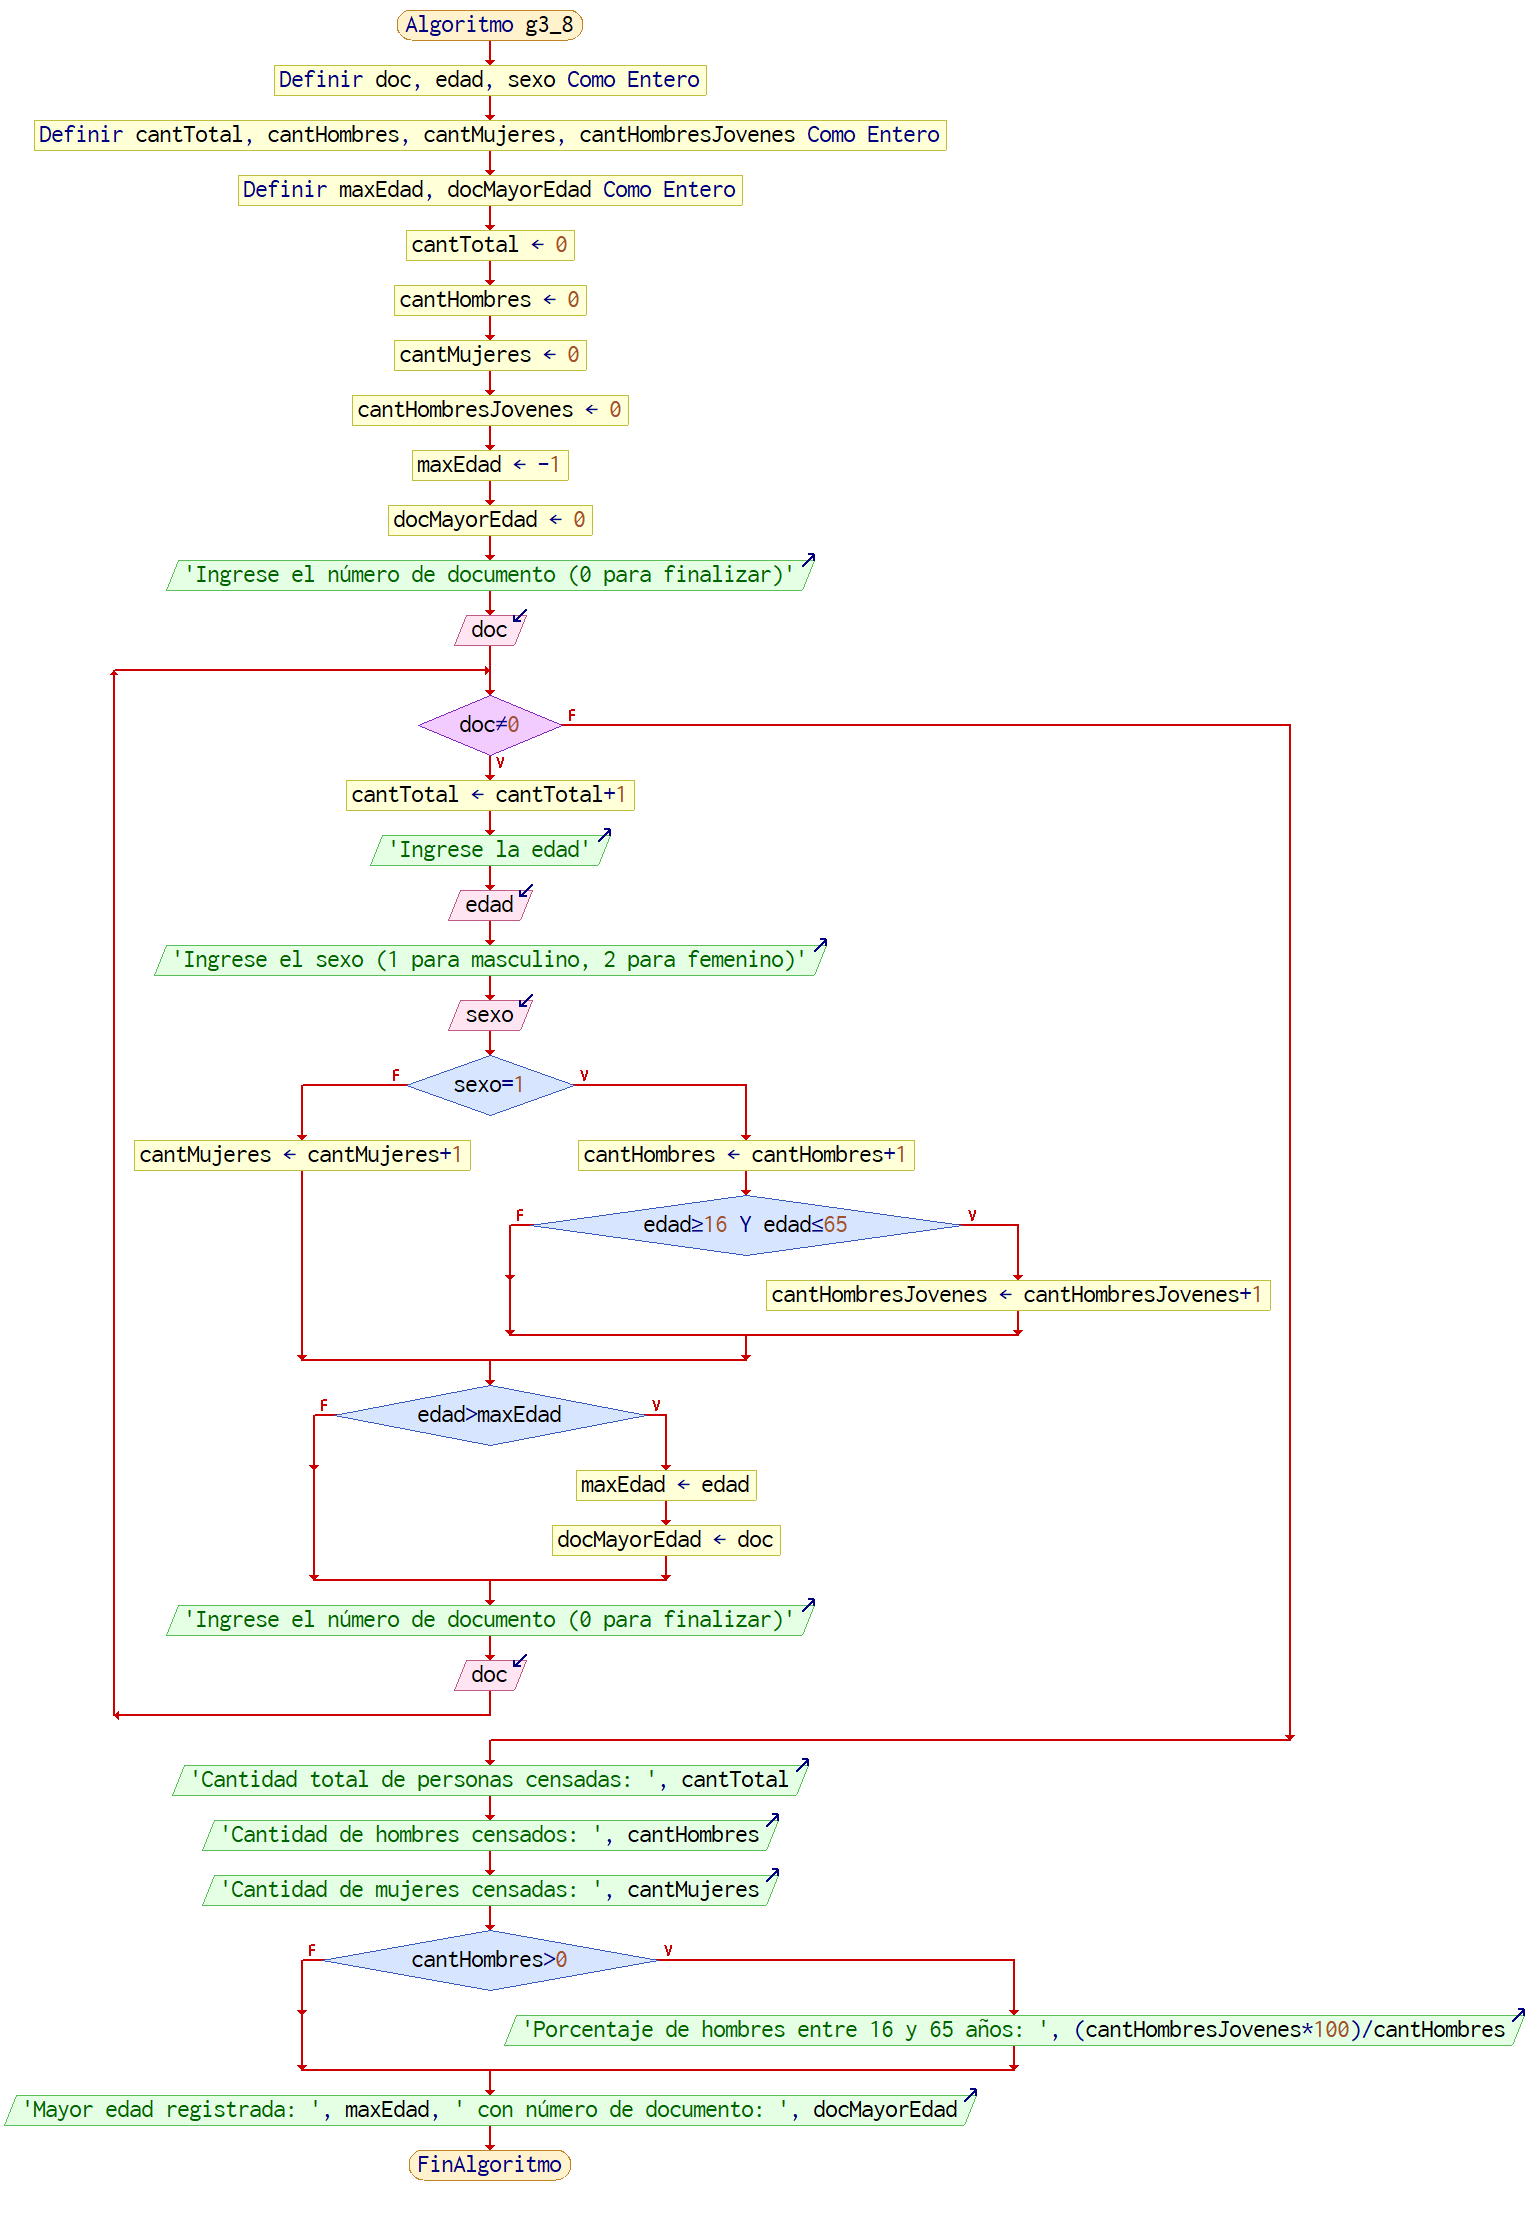 Algoritmo g3_8
Definir doc, edad, sexo Como Entero
Definir cantTotal, cantHombres, cantMujeres, cantHombresJovenes Como Entero
Definir maxEdad, docMayorEdad Como Entero
cantTotal ← 0
cantHombres ← 0
cantMujeres ← 0
cantHombresJovenes ← 0
maxEdad ← -1
docMayorEdad ← 0
'Ingrese el número de documento (0 para finalizar)'
doc
doc≠0
F
V
cantTotal ← cantTotal+1
'Ingrese la edad'
edad
'Ingrese el sexo (1 para masculino, 2 para femenino)'
sexo
F
sexo=1
V
cantMujeres ← cantMujeres+1
cantHombres ← cantHombres+1
F
edad≥16 Y edad≤65
V
cantHombresJovenes ← cantHombresJovenes+1
F
edad>maxEdad
V
maxEdad ← edad
docMayorEdad ← doc
'Ingrese el número de documento (0 para finalizar)'
doc
'Cantidad total de personas censadas: ', cantTotal
'Cantidad de hombres censados: ', cantHombres
'Cantidad de mujeres censadas: ', cantMujeres
F
cantHombres>0
V
'Porcentaje de hombres entre 16 y 65 años: ', (cantHombresJovenes*100)/cantHombres
'Mayor edad registrada: ', maxEdad, ' con número de documento: ', docMayorEdad
FinAlgoritmo